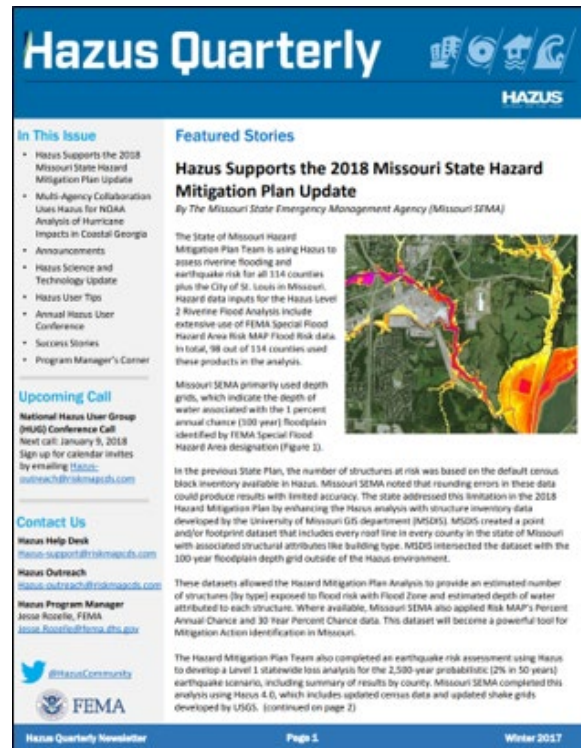 Hazus Quarterly
HAZUS
In This Issue
• Hazus Supports the 2018
Missouri State Hazard
Mitigation Plan Update
• Multi-Agency Collaboration
Uses Hazus for NOAA
Analysis of Hurricane
Impacts in Coastal Georgia
• Announcements
• Hazus Science and
Technology Update
• Hazus User Tips
• Annual Hazus User
Conference
• Success Stories
• Program Manager's Corner
Upcoming Call
National Hazus User Group
(HUG) Conference Call
Next call: January 9, 2018
Sign up for calendar invites
by emailing Hazus-
outreach@riskmapcds.com
Contact Us
Hazus Help Desk
Hazus-support@riskmapcds.com
Hazus Outreach
Hazus-outreach@riskmapcds.com
Hazus Program Manager
Jesse Rozelle, FEMA
Jesse.Rozelle@fema.dhs.gov
@HazusCommunity
FEMA
Featured Stories
Hazus Supports the 2018 Missouri State Hazard
Mitigation Plan Update
By The Missouri State Emergency Management Agency (Missouri SEMA)
The State of Missouri Hazard
Mitigation Plan Team is using Hazus to
assess riverine flooding and
earthquake risk for all 114 counties
plus the City of St. Louis in Missouri.
Hazard data inputs for the Hazus Level
2 Riverine Flood Analysis include
extensive use of FEMA Special Flood
Hazard Area Risk MAP Flood Risk data.
In total, 98 out of 114 counties used
these products in the analysis.
Missouri SEMA primarily used depth
grids, which indicate the depth of
water associated with the 1 percent
annual chance (100 year) floodplain
identified by FEMA Special Flood
Hazard Area designation (Figure 1).
In the previous State Plan, the number of structures at risk was based on the default census
block inventory available in Hazus. Missouri SEMA noted that rounding errors in these data
could produce results with limited accuracy. The state addressed this limitation in the 2018
Hazard Mitigation Plan by enhancing the Hazus analysis with structure inventory data
developed by the University of Missouri GIS department (MSDIS). MSDIS created a point
and/or footprint dataset that includes every roof line in every county in the state of Missouri
with associated structural attributes like building type. MSDIS intersected the dataset with the
100-year floodplain depth grid outside of the Hazus environment.
These datasets allowed the Hazard Mitigation Plan Analysis to provide an estimated number
of structures (by type) exposed to flood risk with Flood Zone and estimated depth of water
attributed to each structure. Where available, Missouri SEMA also applied Risk MAP's Percent
Annual Chance and 30 Year Percent Chance data. This dataset will become a powerful tool for
Mitigation Action identification in Missouri.
The Hazard Mitigation Plan Team also completed an earthquake risk assessment using Hazus
to develop a Level 1 statewide loss analysis for the 2,500-year probabilistic (2% in 50 years)
earthquake scenario, including summary of results by county. Missouri SEMA completed this
analysis using Hazus 4.0, which includes updated census data and updated shake grids
developed by USGS. (continued on page 2)
Hazus Quarterly Newsletter
Page 1
Winter 2017